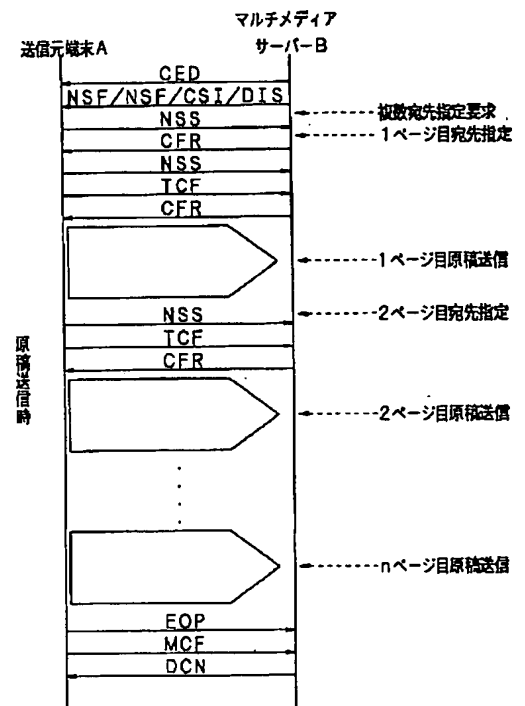 送信元端末A
マルチメディア
サーバーB
CED
NSF/NSF/CSI/DIS
NSS
複数宛先指定要求
CFR
1ページ目宛先指定
NSS
TCF
CFR
1ページ目原稿送信
NSS
2ページ目宛先指定
TCF
CFR
原稿送信時
2ページ目原稿送信
nページ目原稿送信
EOP
MCF
DCN